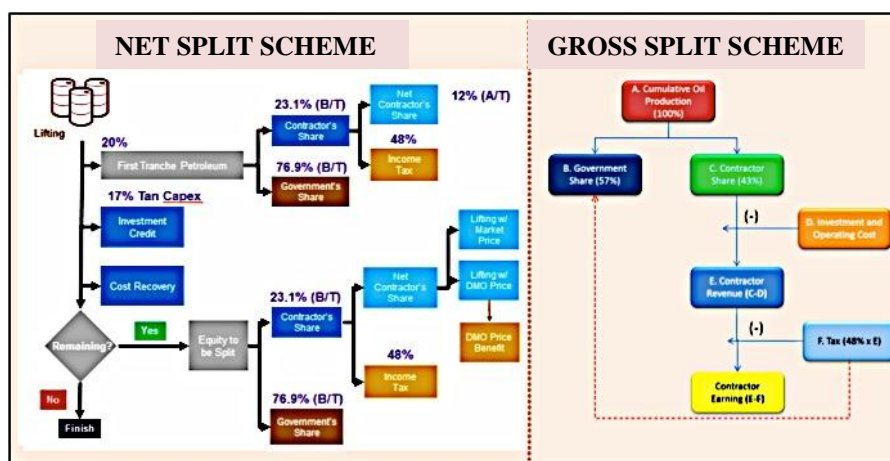 NET SPLIT SCHEME
Lifting
20%
First Tranche Petroleum
23.1% (B/T)
Contractor's
Share
76.9% (B/T)
Government's
Share
Net
Contractor's
Share
12% (A/T)
48%
Income
Tax
17% Tan Capex
Investment
Credit
Cost Recovery
Remaining?
Yes
No
Finish
Equity to
be Split
23.1% (B/T)
Contractor's
Share
76.9% (B/T)
Government's
Share
Net
Contractor's
Share
48%
Income
Tax
Lifting w/
Market
Price
Lifting w/
DMO Price
DMO Price
Benefit
GROSS SPLIT SCHEME
A. Cumulative Oil
Production
(100%)
B. Government
Share (57%)
C. Contractor
Share (43%)
(-)
D. Investment and
Operating Cost
E. Contractor
Revenue (C-D)
(-)
F. Tax (48% x E)
Contractor
Earning (E-F)